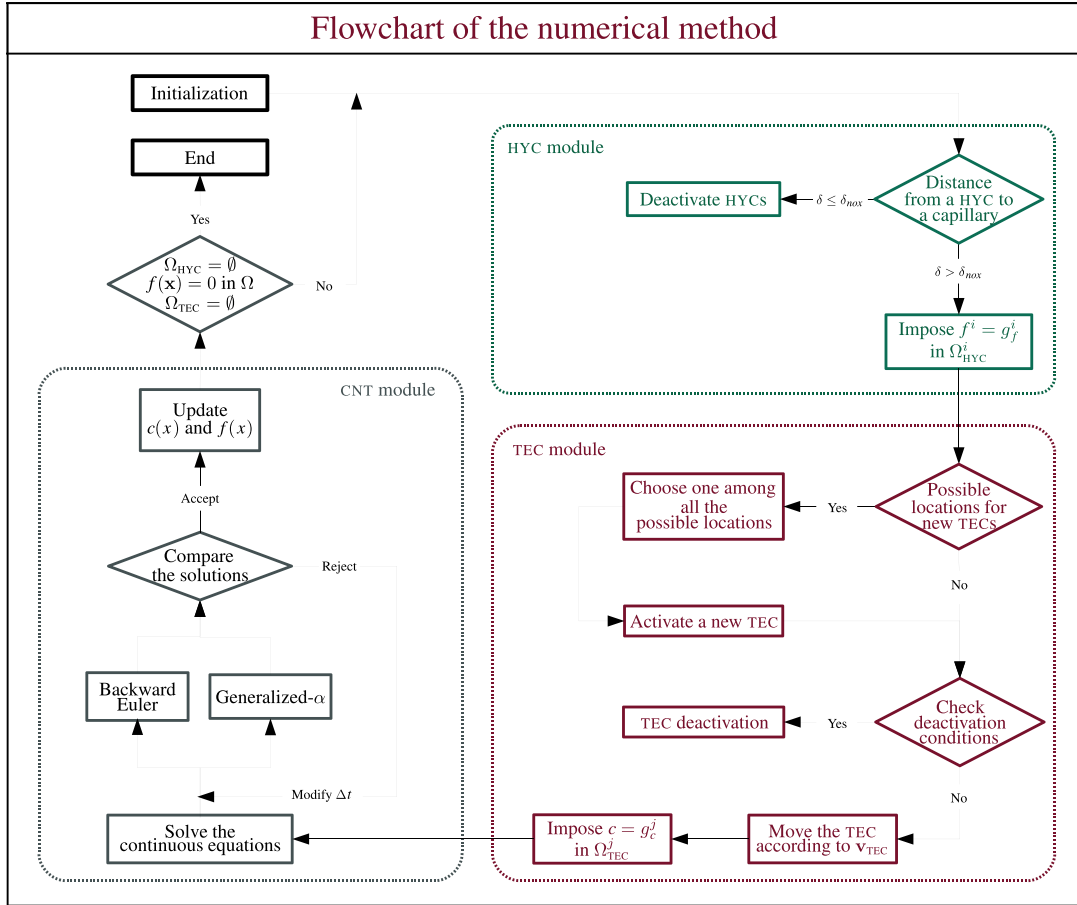 Flowchart of the numerical method
Initialization
End
Yes
Ω_HYC = ∅
f(x) = 0 in Ω
Ω_TEC = ∅
No
HYC module
Distance
from a HYC to
a capillary
δ ≤ δ_nox
Deactivate HYCs
δ > δ_nox
Impose f^i = g_f^i
in Ω_HYC^i
TEC module
Possible
locations for
new TECs
Yes
Choose one among
all the
possible locations
No
Activate a new TEC
Check
deactivation
conditions
Yes
TEC deactivation
No
Move the TEC
according to v_TEC
Impose c = g_c^j
in Ω_TEC^j
CNT module
Update
c(x) and f(x)
Accept
Compare
the solutions
Reject
Backward
Euler
Generalized-α
Modify Δt
Solve the
continuous equations